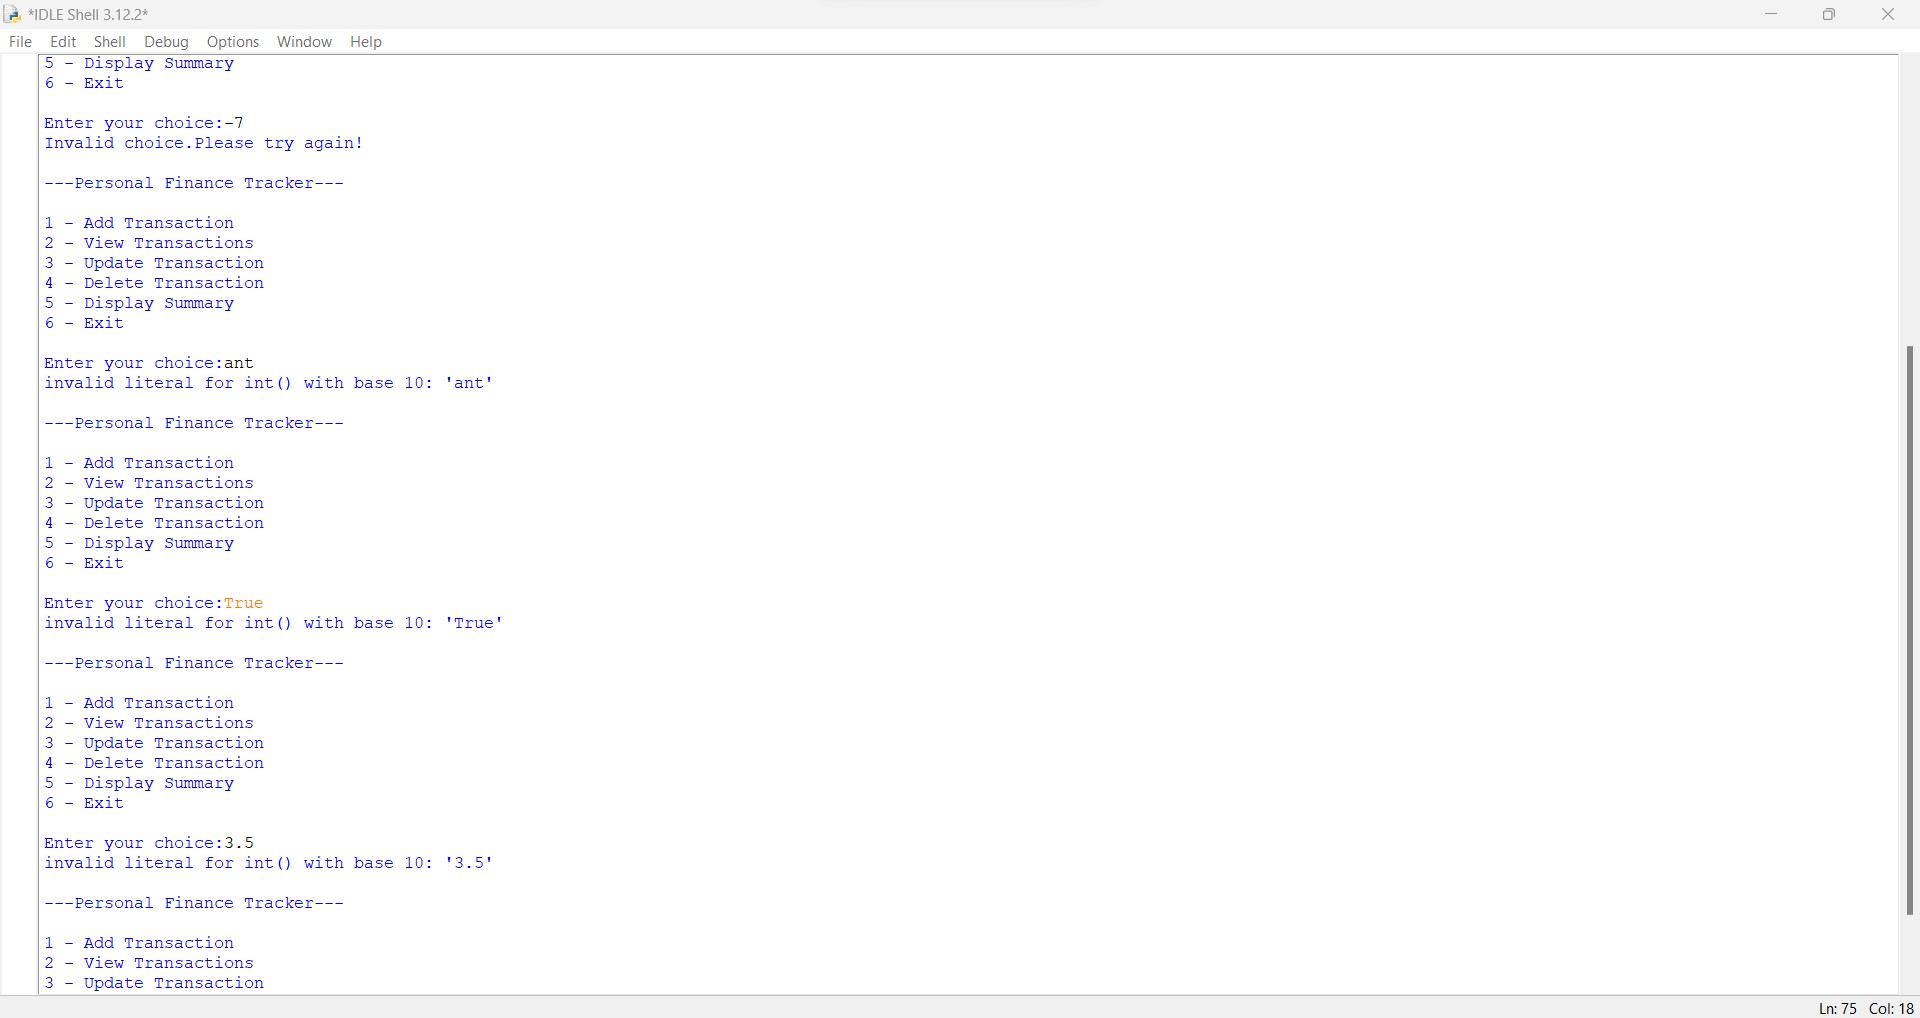 *IDLE Shell 3.12.2*
File Edit Shell Debug Options Window Help
5 - Display Summary
6 - Exit
Enter your choice:-7
Invalid choice.Please try again!
---Personal Finance Tracker---
1 - Add Transaction
2 - View Transactions
3 - Update Transaction
4 - Delete Transaction
5 - Display Summary
6 - Exit
Enter your choice:ant
invalid literal for int() with base 10: 'ant'
---Personal Finance Tracker---
1 - Add Transaction
2 - View Transactions
3 - Update Transaction
4 - Delete Transaction
5 - Display Summary
6 - Exit
Enter your choice:True
invalid literal for int() with base 10: 'True'
---Personal Finance Tracker---
1 - Add Transaction
2 - View Transactions
3 - Update Transaction
4 - Delete Transaction
5 - Display Summary
6 - Exit
Enter your choice:3.5
invalid literal for int() with base 10: '3.5'
---Personal Finance Tracker---
1 - Add Transaction
2 - View Transactions
3 - Update Transaction
Ln: 75 Col: 18